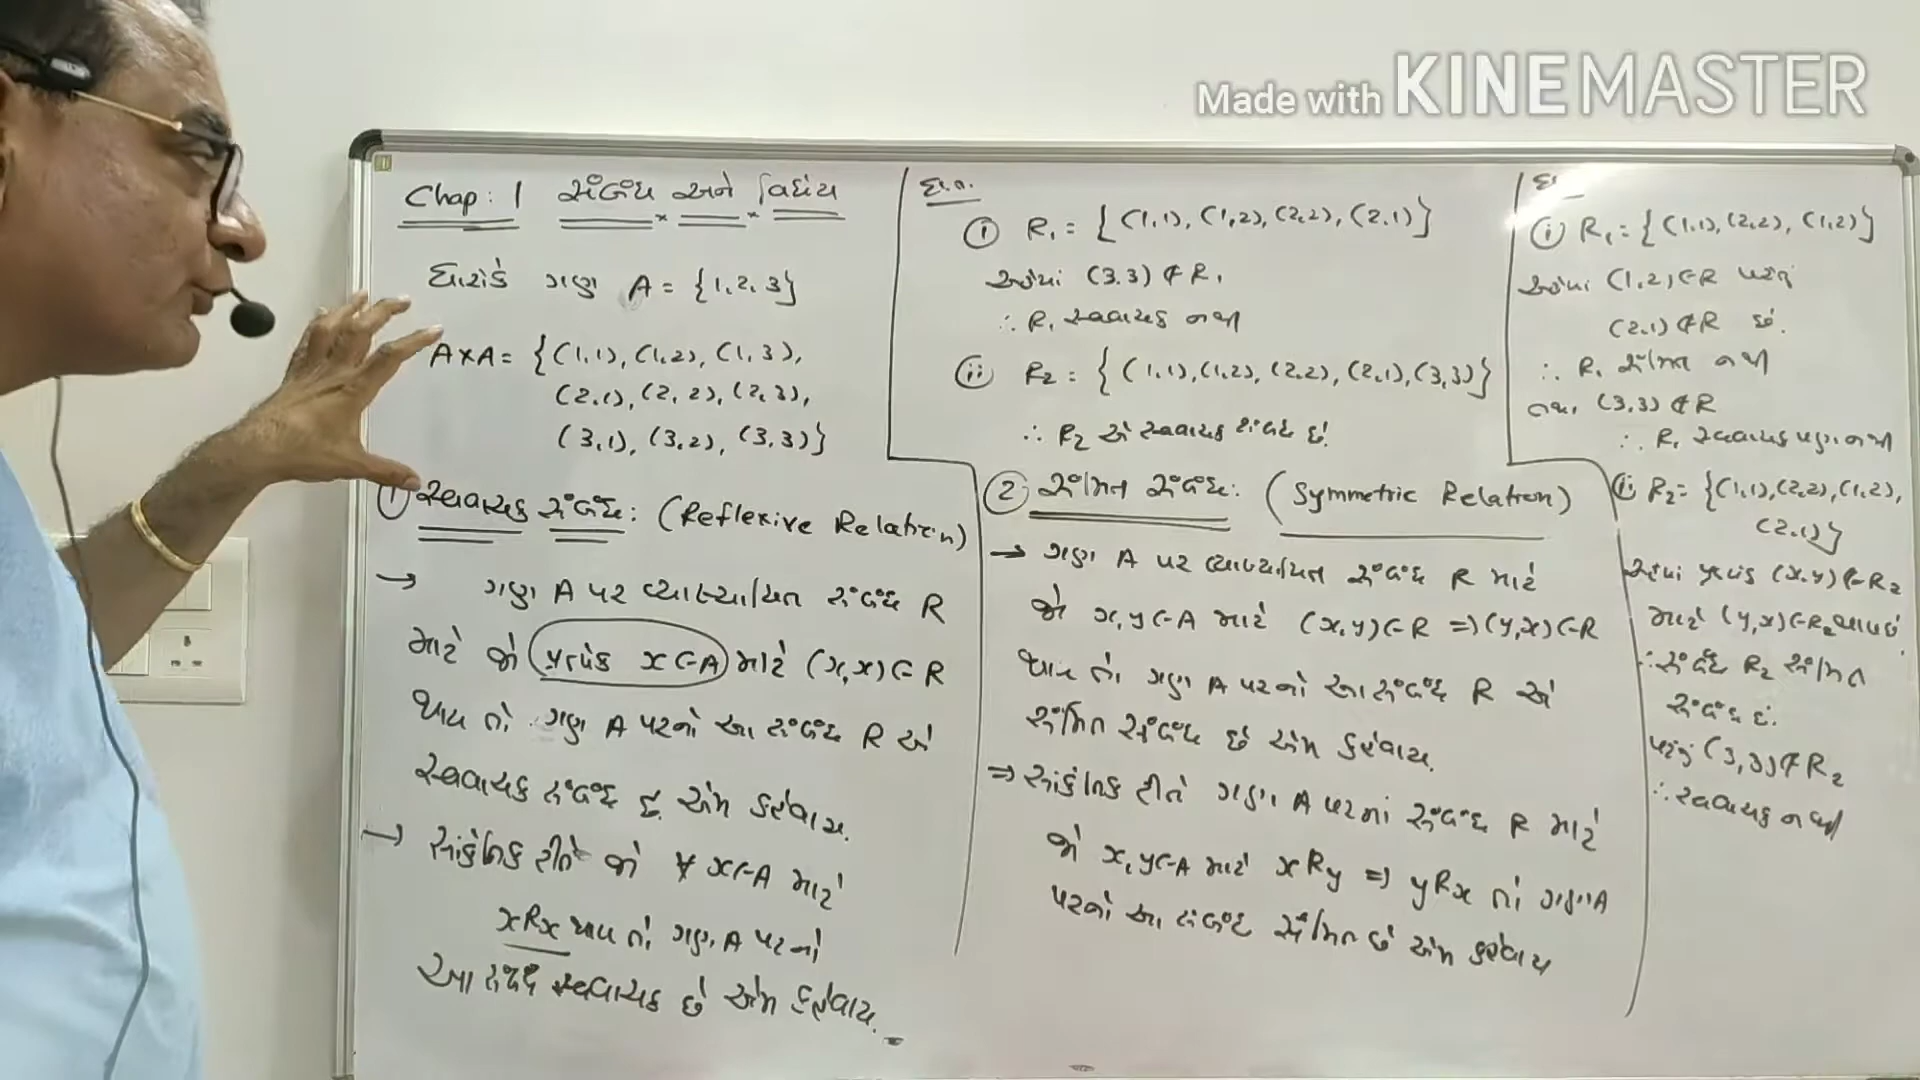 Made with KINEMASTER
Chap : 1 સંબંધ અને વિધેય
ધારોકે ગણ A = {1, 2, 3}
A×A = {(1,1), (1,2), (1,3),
(2,1), (2,2), (2,3),
(3,1), (3,2), (3,3)}
① સ્વવાચક સંબંધ : (Reflexive Relation)
→ ગણ A પર વ્યાખ્યાયિત સંબંધ R
માટે જો પ્રત્યેક x∈A માટે (x,x)∈R
થાય તો ગણ A પરનો આ સંબંધ R એ
સ્વવાચક સંબંધ છે એમ કહેવાય.
→ સાંકેતિક રીતે જો ∀ x∈A માટે
xRx થાય તો ગણ A પરનો
આ સંબંધ સ્વવાચક છે એમ કહેવાય.
દા.ત.
ⓘ R₁ = {(1,1), (1,2), (2,2), (2,1)}
અહીંયા (3,3) ∉ R₁
∴ R₁ સ્વવાચક નથી
ⓘⓘ R₂ = {(1,1), (1,2), (2,2), (2,1), (3,3)}
∴ R₂ એ સ્વવાચક સંબંધ છે.
② સંમિત સંબંધ : (Symmetric Relation)
→ ગણ A પર વ્યાખ્યાયિત સંબંધ R માટે
જો x,y∈A માટે (x,y)∈R ⇒ (y,x)∈R
થાય તો ગણ A પરનો આ સંબંધ R એ
સંમિત સંબંધ છે એમ કહેવાય.
⇒ સાંકેતિક રીતે ગણ A પરનાં સંબંધ R માટે
જો x,y∈A માટે xRy ⇒ yRx તો ગણ A
પરનો આ સંબંધ સંમિત છે એમ કહેવાય
ⓘ R₁ = {(1,1), (2,2), (1,2)}
અહીંયા (1,2)∈R પરંતુ
(2,1)∉R છે.
∴ R₁ સંમિત નથી
તથા (3,3) ∉ R
∴ R₁ સ્વવાચક પણ નથી
ii R₂ = {(1,1), (2,2), (1,2),
(2,1)}
અહીંયા પ્રત્યેક (x,y)∈R₂
માટે (y,x)∈R₂
∴ સંબંધ R₂ સંમિત
સંબંધ છે.
પરંતુ (3,3)∉R₂
∴ સ્વવાચક નથી